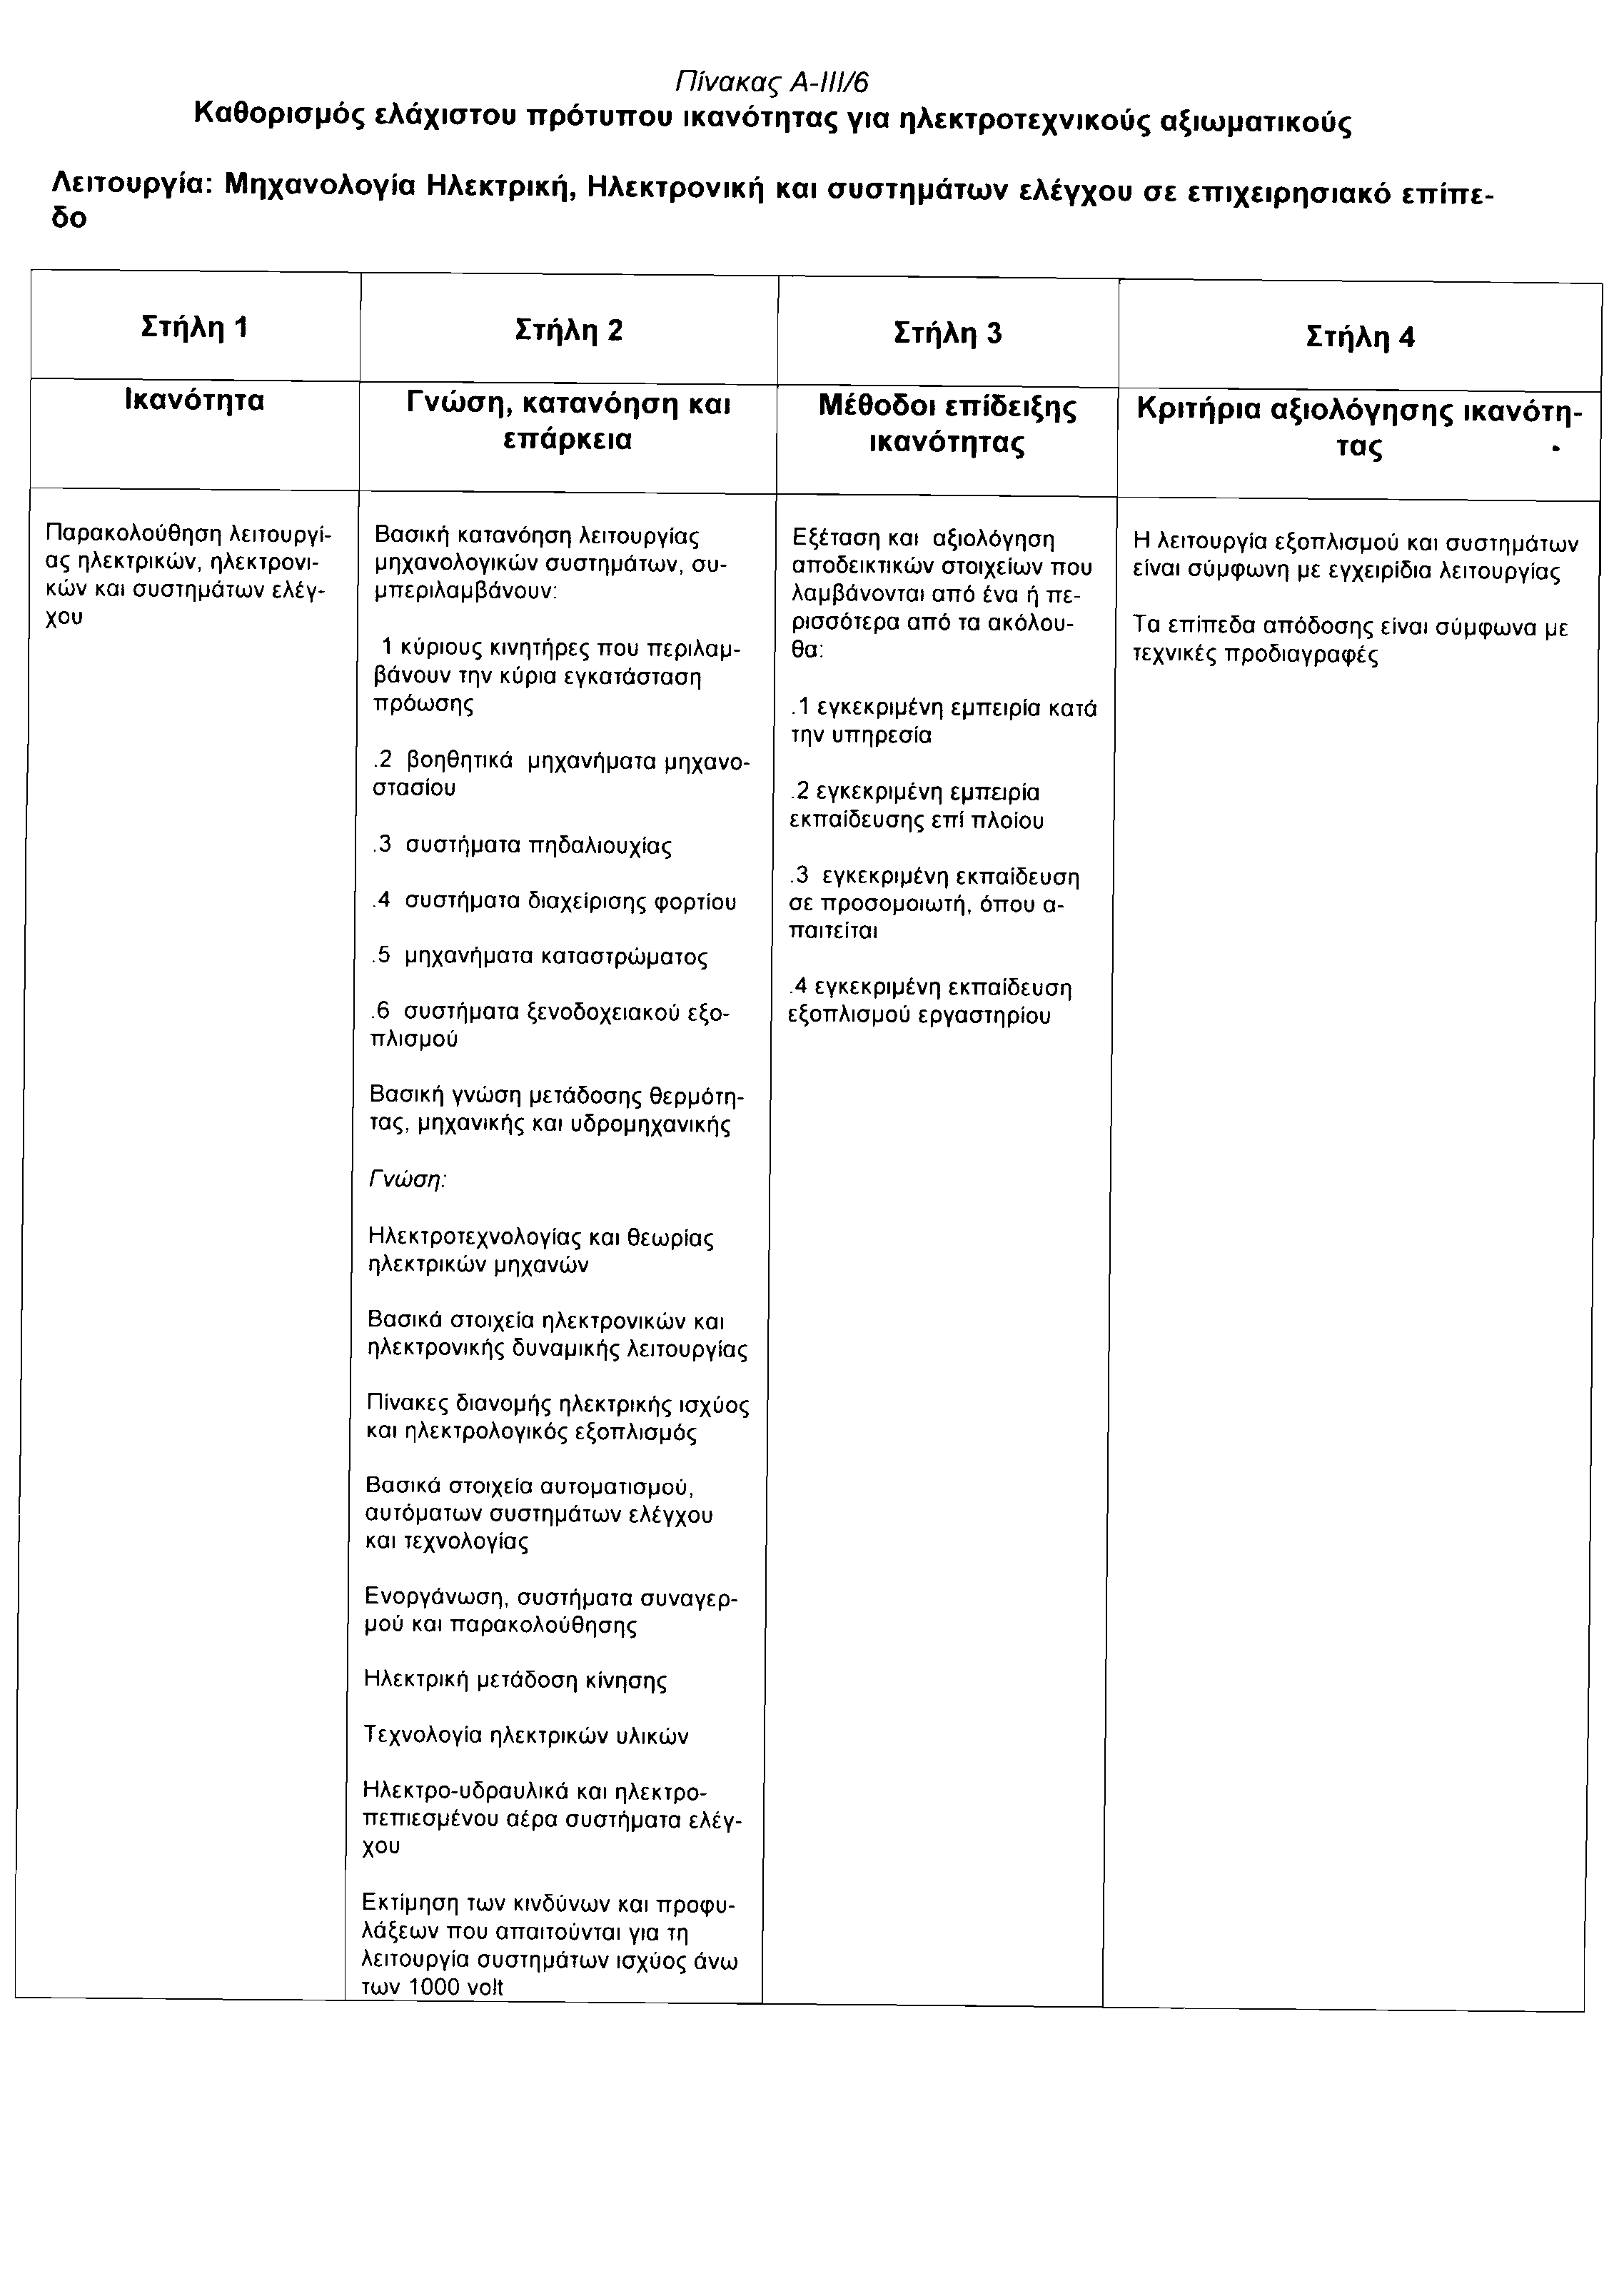 Πίνακας Α-ΙΙΙ/6
Καθορισμός ελάχιστου πρότυπου ικανότητας για ηλεκτροτεχνικούς αξιωματικούς
Λειτουργία: Μηχανολογία Ηλεκτρική, Ηλεκτρονική και συστημάτων ελέγχου σε επιχειρησιακό επίπε-
δο
Στήλη 1
Στήλη 2
Στήλη 3
Στήλη 4
Ικανότητα
Γνώση, κατανόηση και
επάρκεια
Μέθοδοι επίδειξης
ικανότητας
Κριτήρια αξιολόγησης ικανότη-
τας
Παρακολούθηση λειτουργί-
ας ηλεκτρικών, ηλεκτρονι-
κών και συστημάτων ελέγ-
χου
Βασική κατανόηση λειτουργίας
μηχανολογικών συστημάτων, συ-
μπεριλαμβάνουν:
1 κύριους κινητήρες που περιλαμ-
βάνουν την κύρια εγκατάσταση
πρόωσης
.2 βοηθητικά μηχανήματα μηχανο-
στασίου
.3 συστήματα πηδαλιουχίας
.4 συστήματα διαχείρισης φορτίου
.5 μηχανήματα καταστρώματος
.6 συστήματα ξενοδοχειακού εξο-
πλισμού
Βασική γνώση μετάδοσης θερμότη-
τας, μηχανικής και υδρομηχανικής
Γνώση:
Ηλεκτροτεχνολογίας και θεωρίας
ηλεκτρικών μηχανών
Βασικά στοιχεία ηλεκτρονικών και
ηλεκτρονικής δυναμικής λειτουργίας
Πίνακες διανομής ηλεκτρικής ισχύος
και ηλεκτρολογικός εξοπλισμός
Βασικά στοιχεία αυτοματισμού,
αυτόματων συστημάτων ελέγχου
και τεχνολογίας
Ενοργάνωση, συστήματα συναγερ-
μού και παρακολούθησης
Ηλεκτρική μετάδοση κίνησης
Τεχνολογία ηλεκτρικών υλικών
Ηλεκτρο-υδραυλικά και ηλεκτρο-
πεπιεσμένου αέρα συστήματα ελέγ-
χου
Εκτίμηση των κινδύνων και προφυ-
λάξεων που απαιτούνται για τη
λειτουργία συστημάτων ισχύος άνω
των 1000 volt
Εξέταση και αξιολόγηση
αποδεικτικών στοιχείων που
λαμβάνονται από ένα ή πε-
ρισσότερα από τα ακόλου-
θα:
.1 εγκεκριμένη εμπειρία κατά
την υπηρεσία
.2 εγκεκριμένη εμπειρία
εκπαίδευσης επί πλοίου
.3 εγκεκριμένη εκπαίδευση
σε προσομοιωτή, όπου α-
παιτείται
.4 εγκεκριμένη εκπαίδευση
εξοπλισμού εργαστηρίου
Η λειτουργία εξοπλισμού και συστημάτων
είναι σύμφωνη με εγχειρίδια λειτουργίας
Τα επίπεδα απόδοσης είναι σύμφωνα με
τεχνικές προδιαγραφές